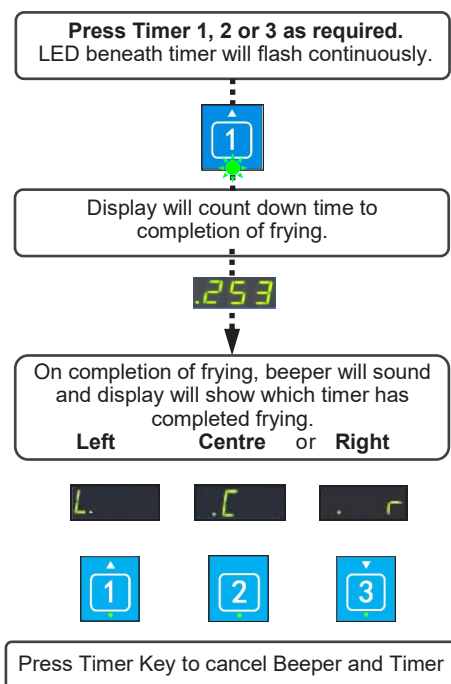 Press Timer 1, 2 or 3 as required.
LED beneath timer will flash continuously.
1
Display will count down time to
completion of frying.
.253
On completion of frying, beeper will sound
and display will show which timer has
completed frying.
Left Centre or Right
L. .C . r
1 2 3
Press Timer Key to cancel Beeper and Timer